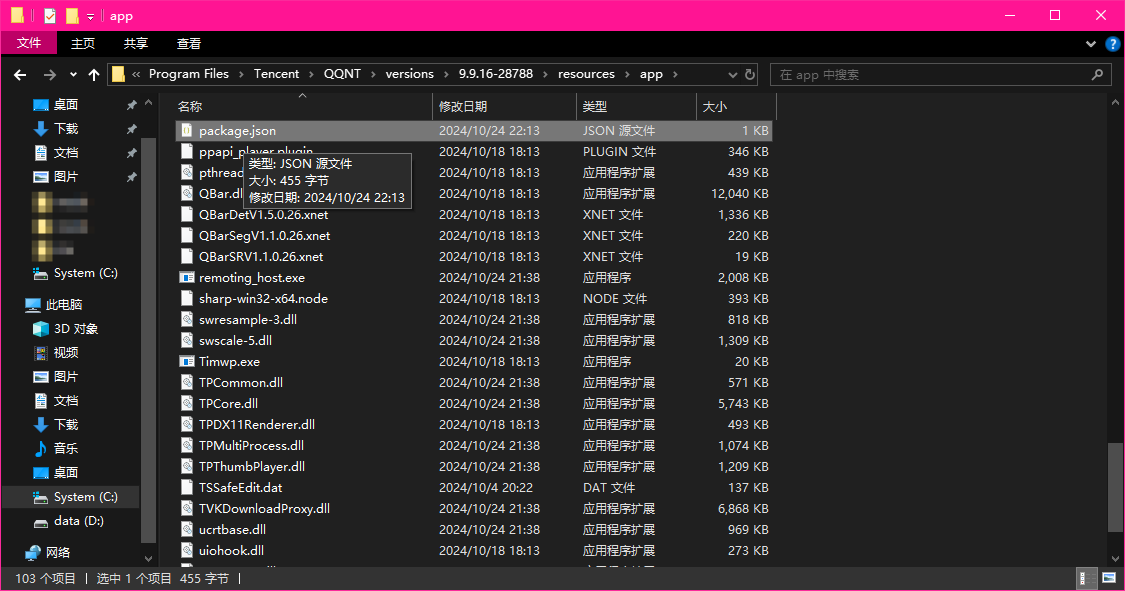 app
文件 主页 共享 查看
« Program Files › Tencent › QQNT › versions › 9.9.16-28788 › resources › app ›
在 app 中搜索
桌面
下载
文档
图片
System (C:)
此电脑
3D 对象
视频
图片
文档
下载
音乐
桌面
System (C:)
data (D:)
网络
名称 修改日期 类型 大小
package.json 2024/10/24 22:13 JSON 源文件 1 KB
ppapi_player.plugin 2024/10/18 18:13 PLUGIN 文件 346 KB
pthread 2024/10/18 18:13 应用程序扩展 439 KB
QBar.dl 2024/10/18 18:13 应用程序扩展 12,040 KB
QBarDetV1.5.0.26.xnet 2024/10/18 18:13 XNET 文件 1,336 KB
QBarSegV1.1.0.26.xnet 2024/10/18 18:13 XNET 文件 220 KB
QBarSRV1.1.0.26.xnet 2024/10/18 18:13 XNET 文件 19 KB
remoting_host.exe 2024/10/24 21:38 应用程序 2,008 KB
sharp-win32-x64.node 2024/10/18 18:13 NODE 文件 393 KB
swresample-3.dll 2024/10/24 21:38 应用程序扩展 818 KB
swscale-5.dll 2024/10/24 21:38 应用程序扩展 1,309 KB
Timwp.exe 2024/10/18 18:13 应用程序 20 KB
TPCommon.dll 2024/10/24 21:38 应用程序扩展 571 KB
TPCore.dll 2024/10/24 21:38 应用程序扩展 5,743 KB
TPDX11Renderer.dll 2024/10/18 18:13 应用程序扩展 493 KB
TPMultiProcess.dll 2024/10/24 21:38 应用程序扩展 1,074 KB
TPThumbPlayer.dll 2024/10/24 21:38 应用程序扩展 1,209 KB
TSSafeEdit.dat 2024/10/4 20:22 DAT 文件 137 KB
TVKDownloadProxy.dll 2024/10/24 21:38 应用程序扩展 6,868 KB
ucrtbase.dll 2024/10/24 21:38 应用程序扩展 969 KB
uiohook.dll 2024/10/18 18:13 应用程序扩展 273 KB
类型: JSON 源文件
大小: 455 字节
修改日期: 2024/10/24 22:13
103 个项目 | 选中 1 个项目 455 字节 |